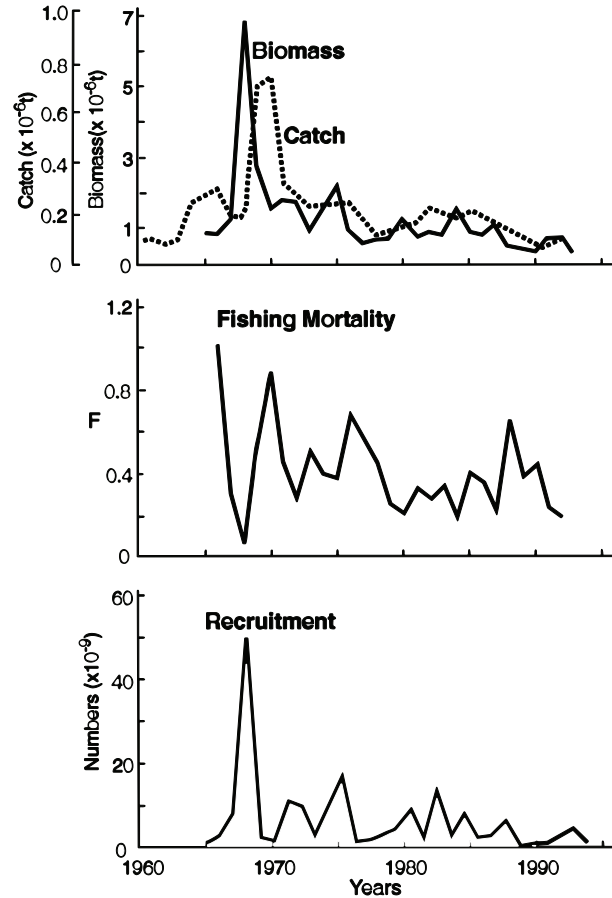 1.0
0.8
0.6
0.4
0.2
0
Catch (x 10-6t)
7
5
3
1
0
Biomass(x 10-6t)
Biomass
Catch
1.2
0.8
0.4
0
F
Fishing Mortality
60
40
20
0
Numbers (x10-9)
Recruitment
1960 1970 1980 1990
Years